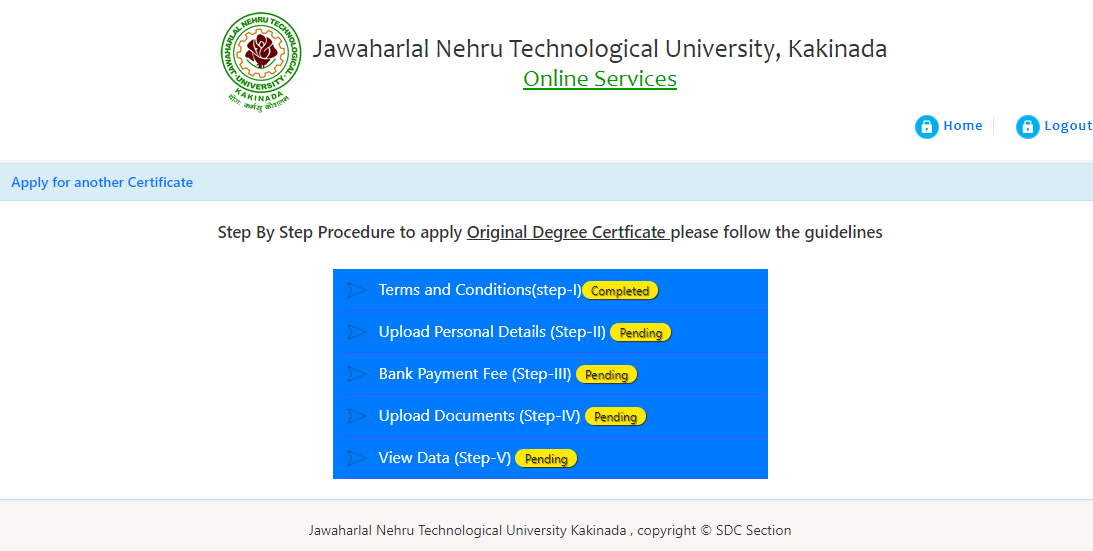 JAWAHARLAL NEHRU TECHNOLOGICAL UNIVERSITY
KAKINADA
योगः कर्मसु कौशलम्
Jawaharlal Nehru Technological University, Kakinada
Online Services
Home
Logout
Apply for another Certificate
Step By Step Procedure to apply Original Degree Certficate please follow the guidelines
Terms and Conditions(step-I) Completed
Upload Personal Details (Step-II) Pending
Bank Payment Fee (Step-III) Pending
Upload Documents (Step-IV) Pending
View Data (Step-V) Pending
Jawaharlal Nehru Technological University Kakinada , copyright © SDC Section